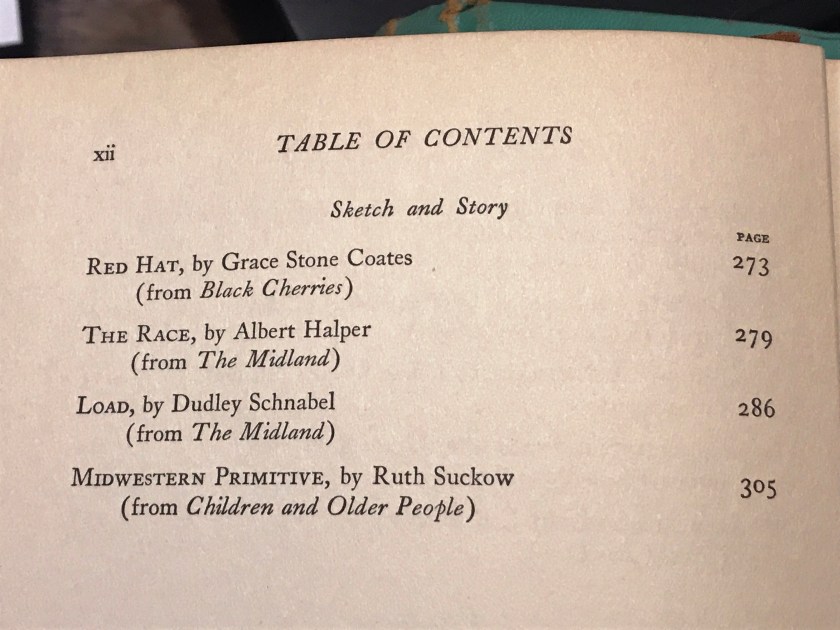 xii TABLE OF CONTENTS
Sketch and Story
PAGE
RED HAT, by Grace Stone Coates 273
(from Black Cherries)
THE RACE, by Albert Halper 279
(from The Midland)
LOAD, by Dudley Schnabel 286
(from The Midland)
MIDWESTERN PRIMITIVE, by Ruth Suckow 305
(from Children and Older People)